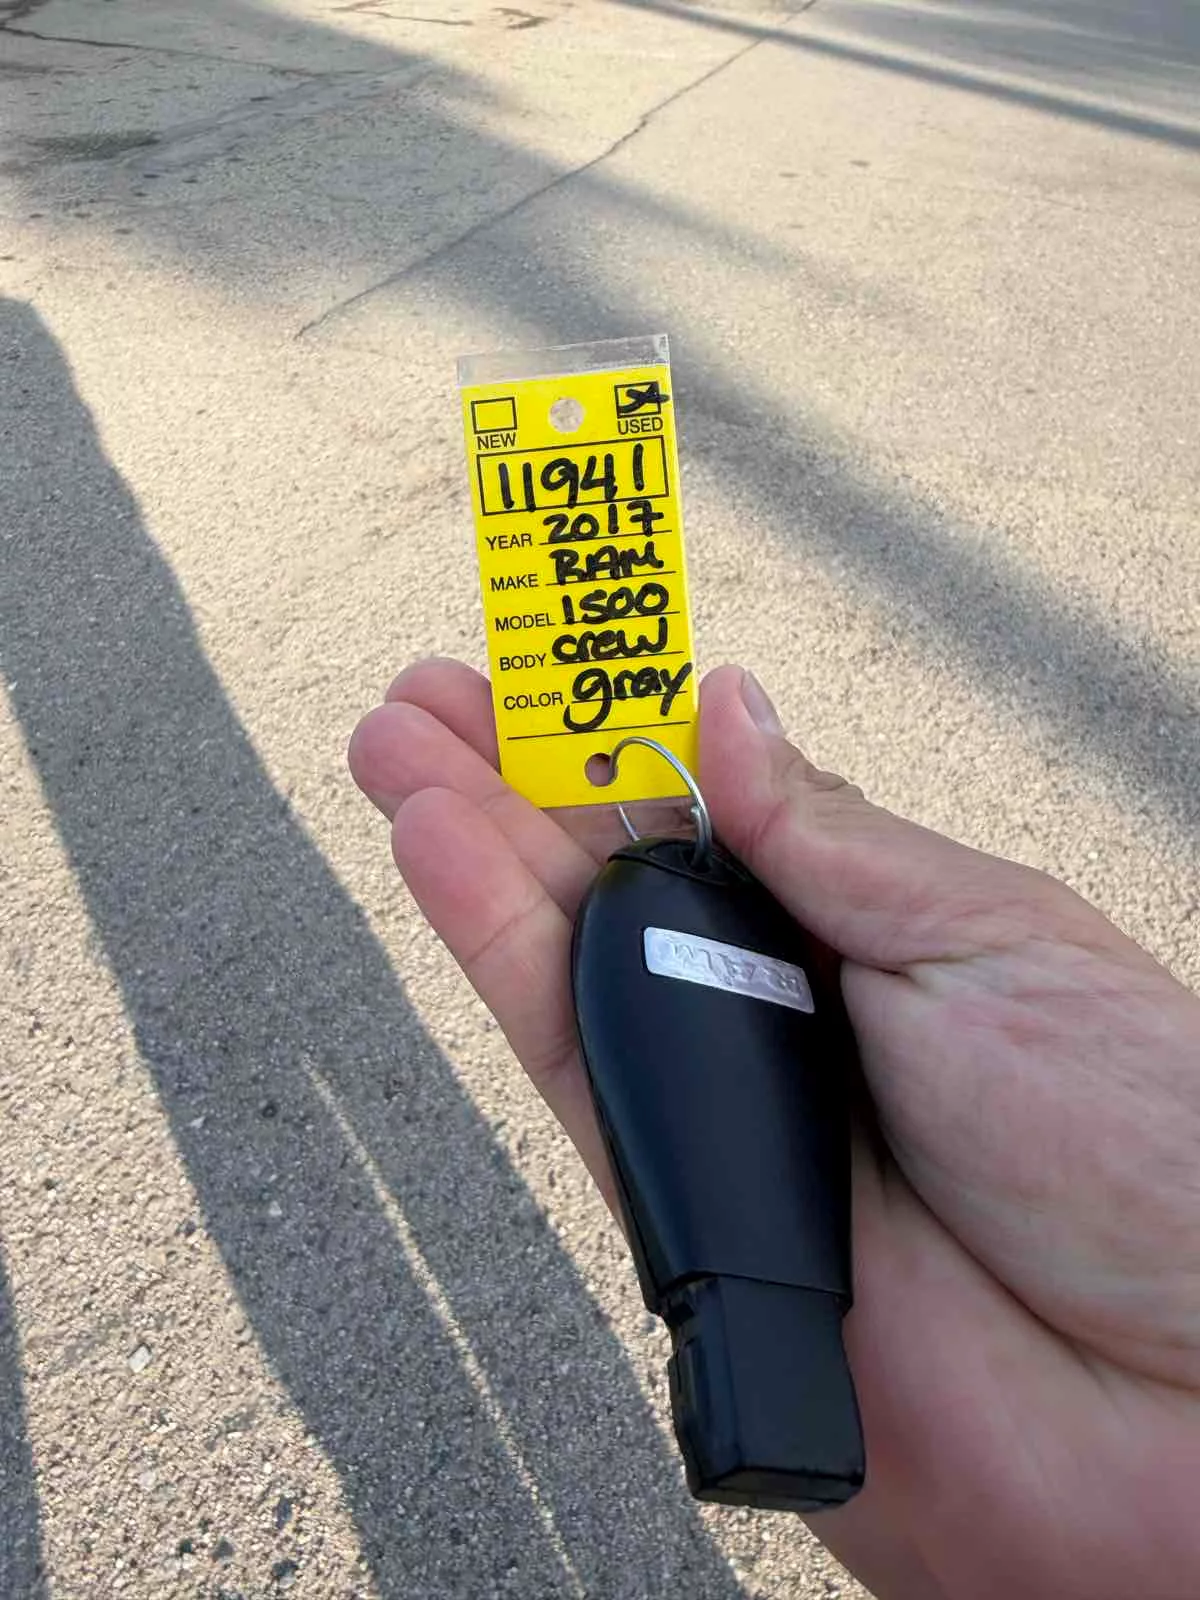 NEW USED
11941
YEAR 2017
MAKE RAM
MODEL 1500
BODY crew
COLOR gray
RAM